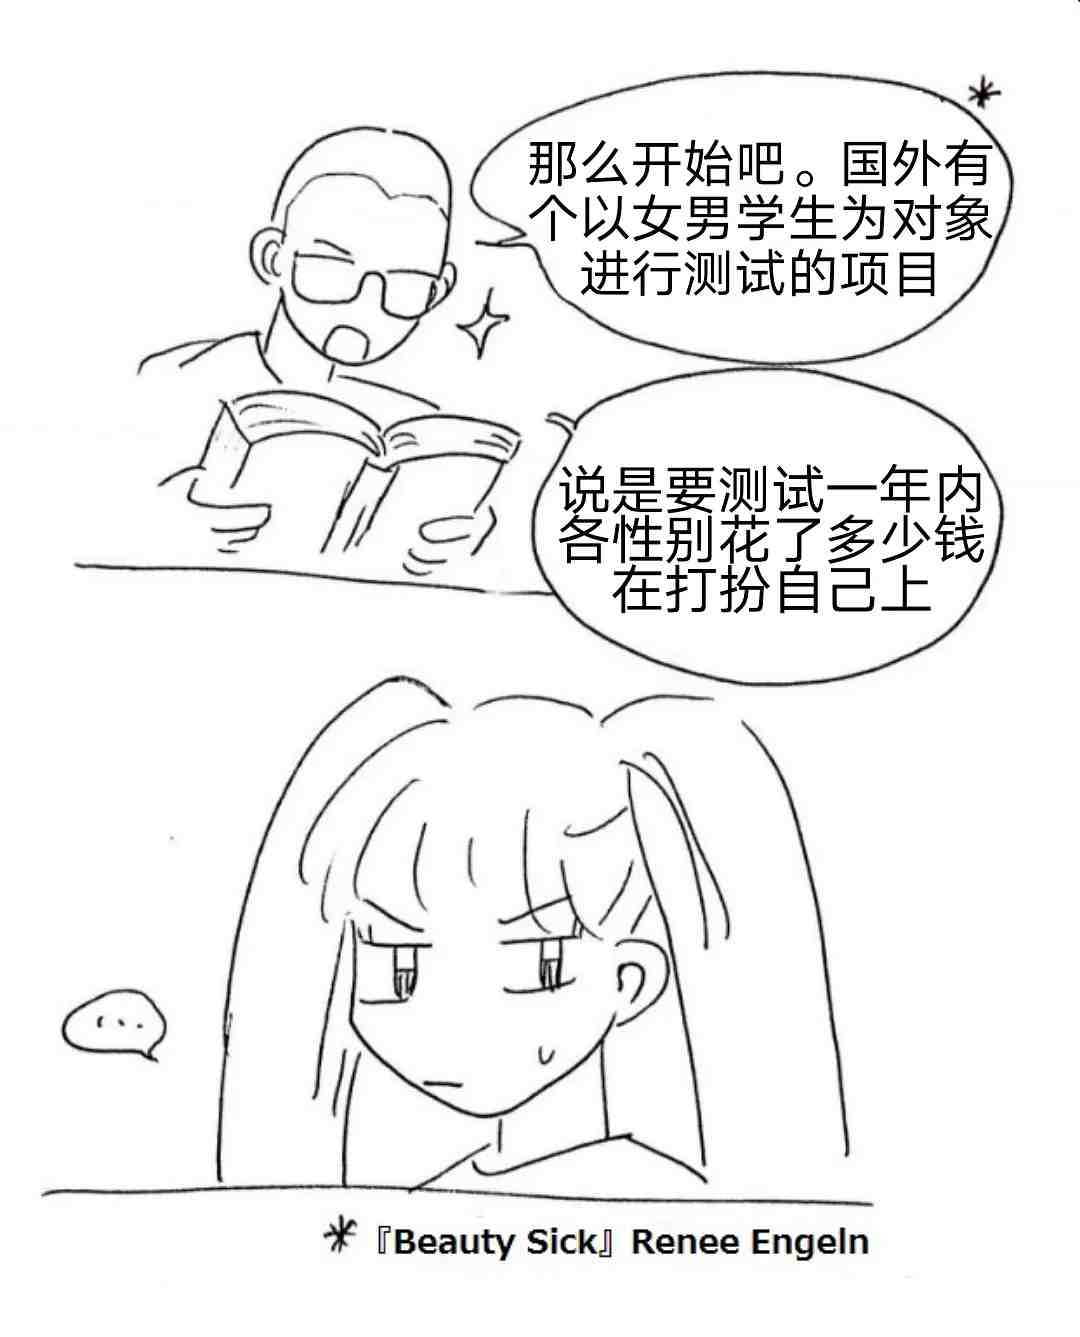 那么开始吧。国外有
个以女男学生为对象
进行测试的项目
说是要测试一年内
各性别花了多少钱
在打扮自己上
*『Beauty Sick』Renee Engeln